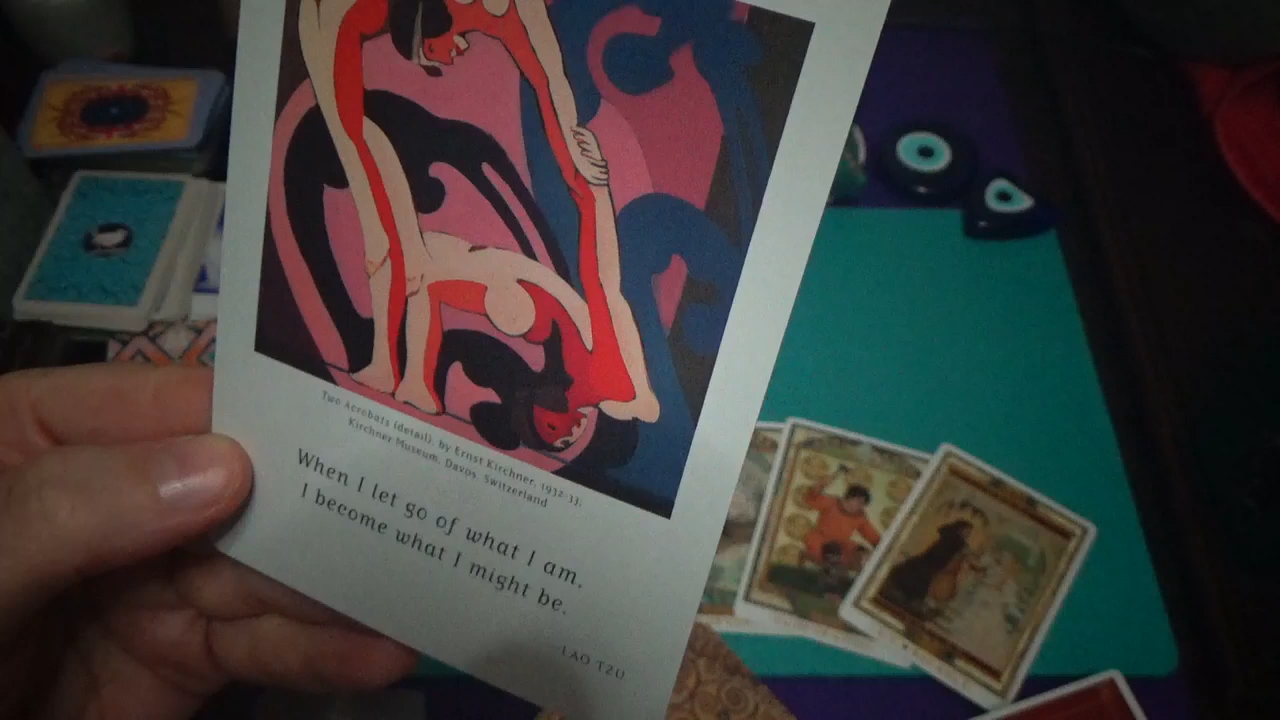 Two Acrobats (detail), by Ernst Kirchner, 1932-33.
Kirchner Museum, Davos, Switzerland
When I let go of what I am,
I become what I might be.
LAO TZU